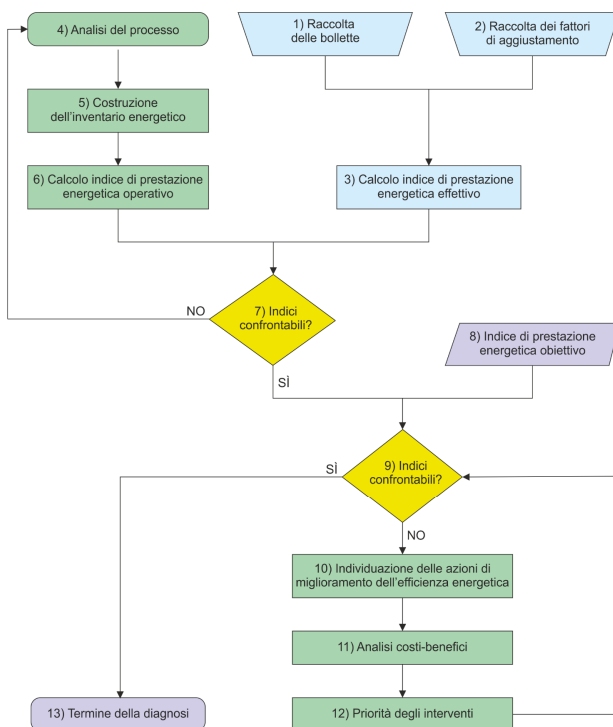 4) Analisi del processo
1) Raccolta
delle bollette
2) Raccolta dei fattori
di aggiustamento
5) Costruzione
dell'inventario energetico
6) Calcolo indice di prestazione
energetica operativo
3) Calcolo indice di prestazione
energetica effettivo
NO
7) Indici
confrontabili?
8) Indice di prestazione
energetica obiettivo
SÌ
SÌ
9) Indici
confrontabili?
NO
10) Individuazione delle azioni di
miglioramento dell'efficienza energetica
11) Analisi costi-benefici
13) Termine della diagnosi
12) Priorità degli interventi